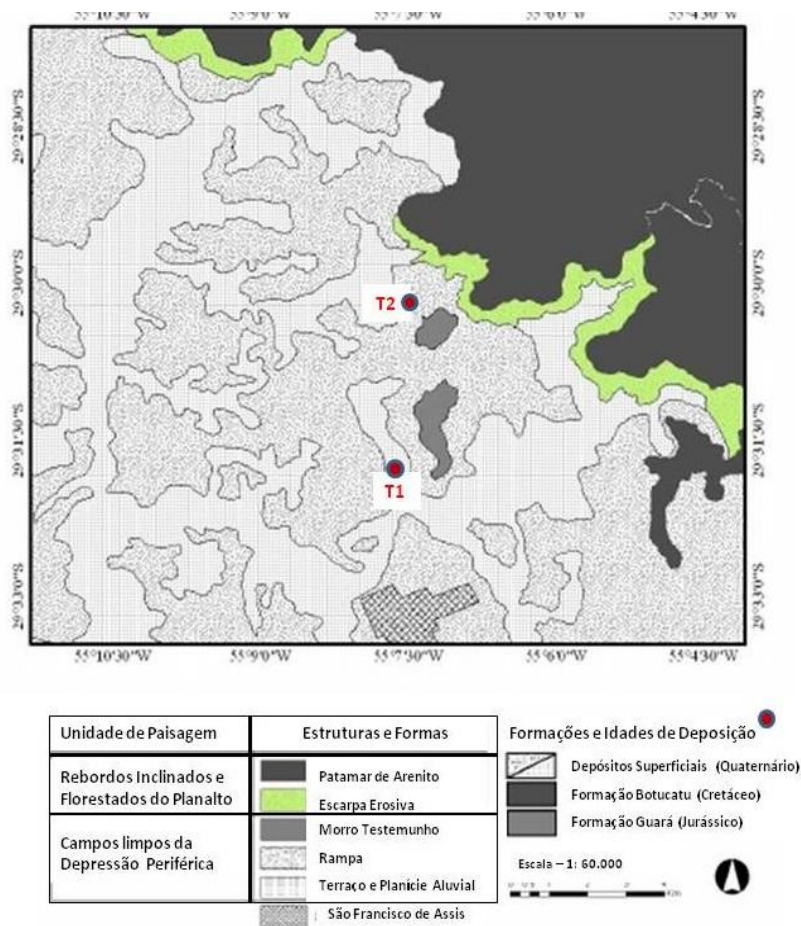 55°10'30"W 55°9'0"W 55°7'30"W 55°6'0"W 55°4'30"W
29°28'30"S 29°28'30"S
29°30'0"S 29°30'0"S
T2
29°31'30"S 29°31'30"S
T1
29°33'0"S 29°33'0"S
55°10'30"W 55°9'0"W 55°7'30"W 55°6'0"W 55°4'30"W
Unidade de Paisagem
Estruturas e Formas
Formações e Idades de Deposição
Rebordos Inclinados e
Florestados do Planalto
Patamar de Arenito
Escarpa Erosiva
Campos limpos da
Depressão Periférica
Morro Testemunho
Rampa
Terraço e Planície Aluvial
São Francisco de Assis
Depósitos Superficiais (Quaternário)
Formação Botucatu (Cretáceo)
Formação Guará (Jurássico)
Escala – 1: 60.000